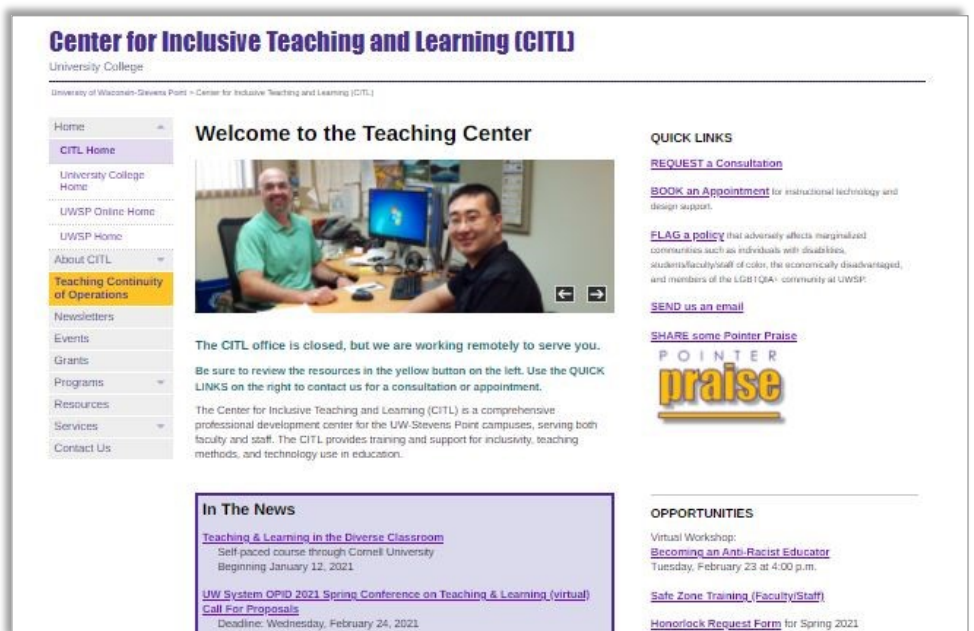 Center for Inclusive Teaching and Learning (CITL)
University College
University of Wisconsin-Stevens Point > Center for Inclusive Teaching and Learning (CITL)
Home
CITL Home
University College
Home
UWSP Online Home
UWSP Home
About CITL
Teaching Continuity
of Operations
Newsletters
Events
Grants
Programs
Resources
Services
Contact Us
Welcome to the Teaching Center
The CITL office is closed, but we are working remotely to serve you.
Be sure to review the resources in the yellow button on the left. Use the QUICK
LINKS on the right to contact us for a consultation or appointment.
The Center for Inclusive Teaching and Learning (CITL) is a comprehensive
professional development center for the UW-Stevens Point campuses, serving both
faculty and staff. The CITL provides training and support for inclusivity, teaching
methods, and technology use in education.
In The News
Teaching & Learning in the Diverse Classroom
Self-paced course through Cornell University
Beginning January 12, 2021
UW System OPID 2021 Spring Conference on Teaching & Learning (virtual)
Call For Proposals
Deadline: Wednesday, February 24, 2021
QUICK LINKS
REQUEST a Consultation
BOOK an Appointment for instructional technology and
design support.
FLAG a policy that adversely affects marginalized
communities such as individuals with disabilities,
students/faculty/staff of color, the economically disadvantaged,
and members of the LGBTQIA+ community at UWSP.
SEND us an email
SHARE some Pointer Praise
POINTER
praise
OPPORTUNITIES
Virtual Workshop:
Becoming an Anti-Racist Educator
Tuesday, February 23 at 4:00 p.m.
Safe Zone Training (Faculty/Staff)
Honorlock Request Form for Spring 2021